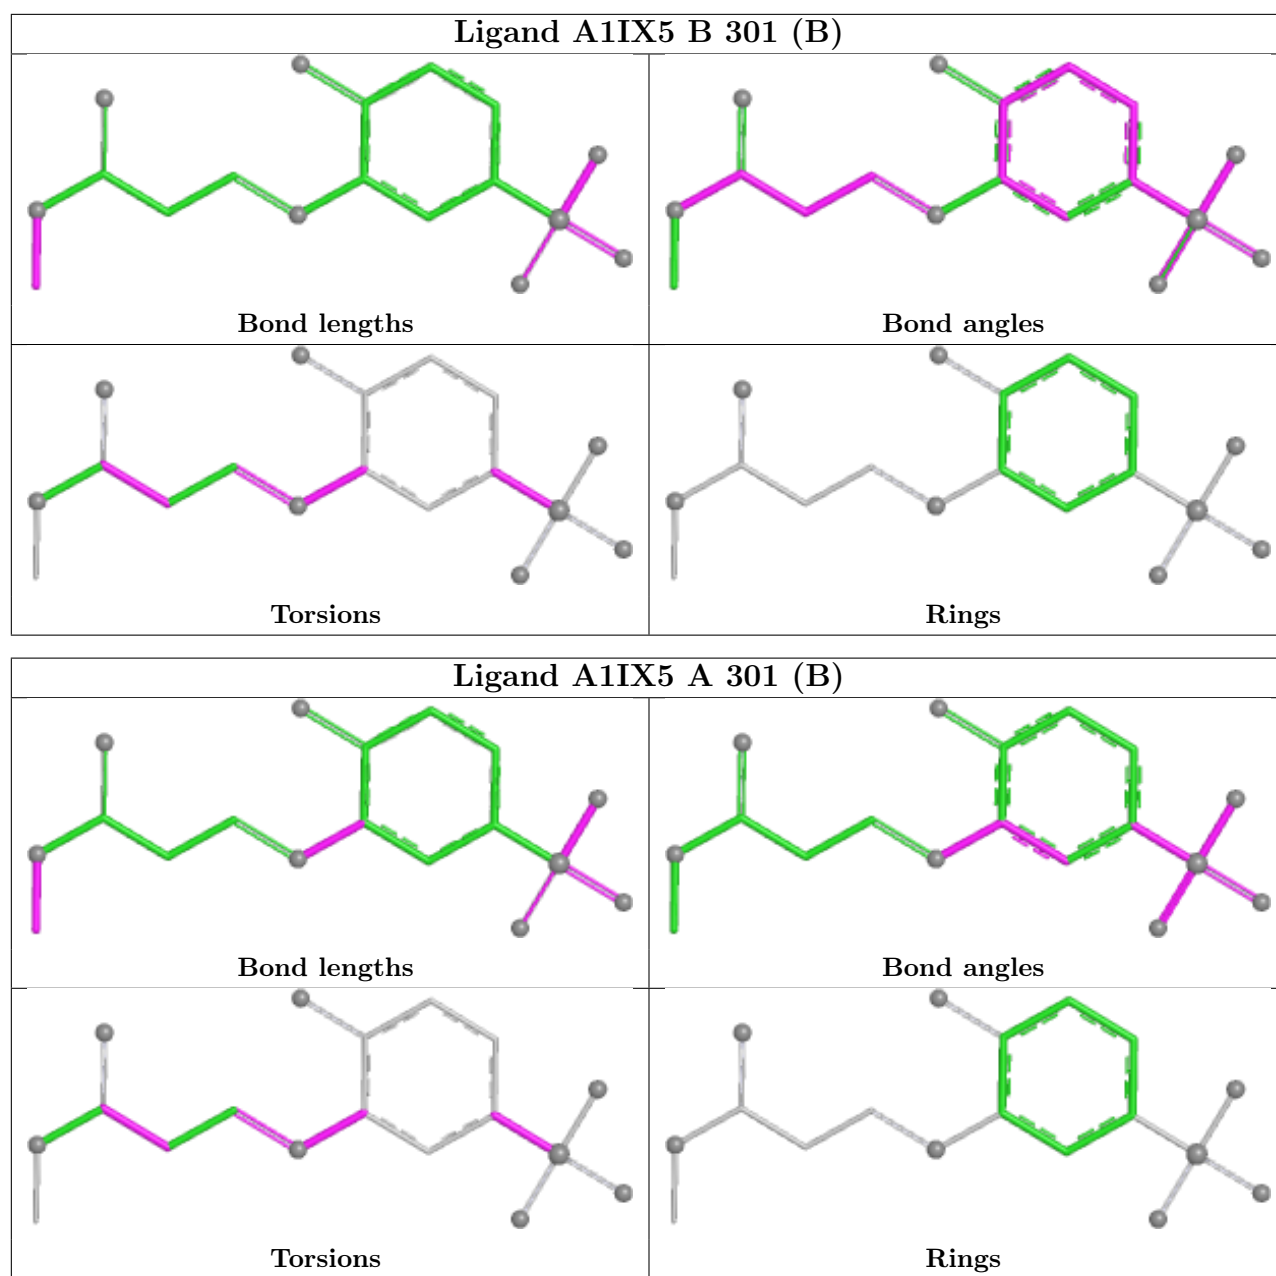 Ligand A1IX5 B 301 (B)
Bond lengths
Bond angles
Torsions
Rings
Ligand A1IX5 A 301 (B)
Bond lengths
Bond angles
Torsions
Rings